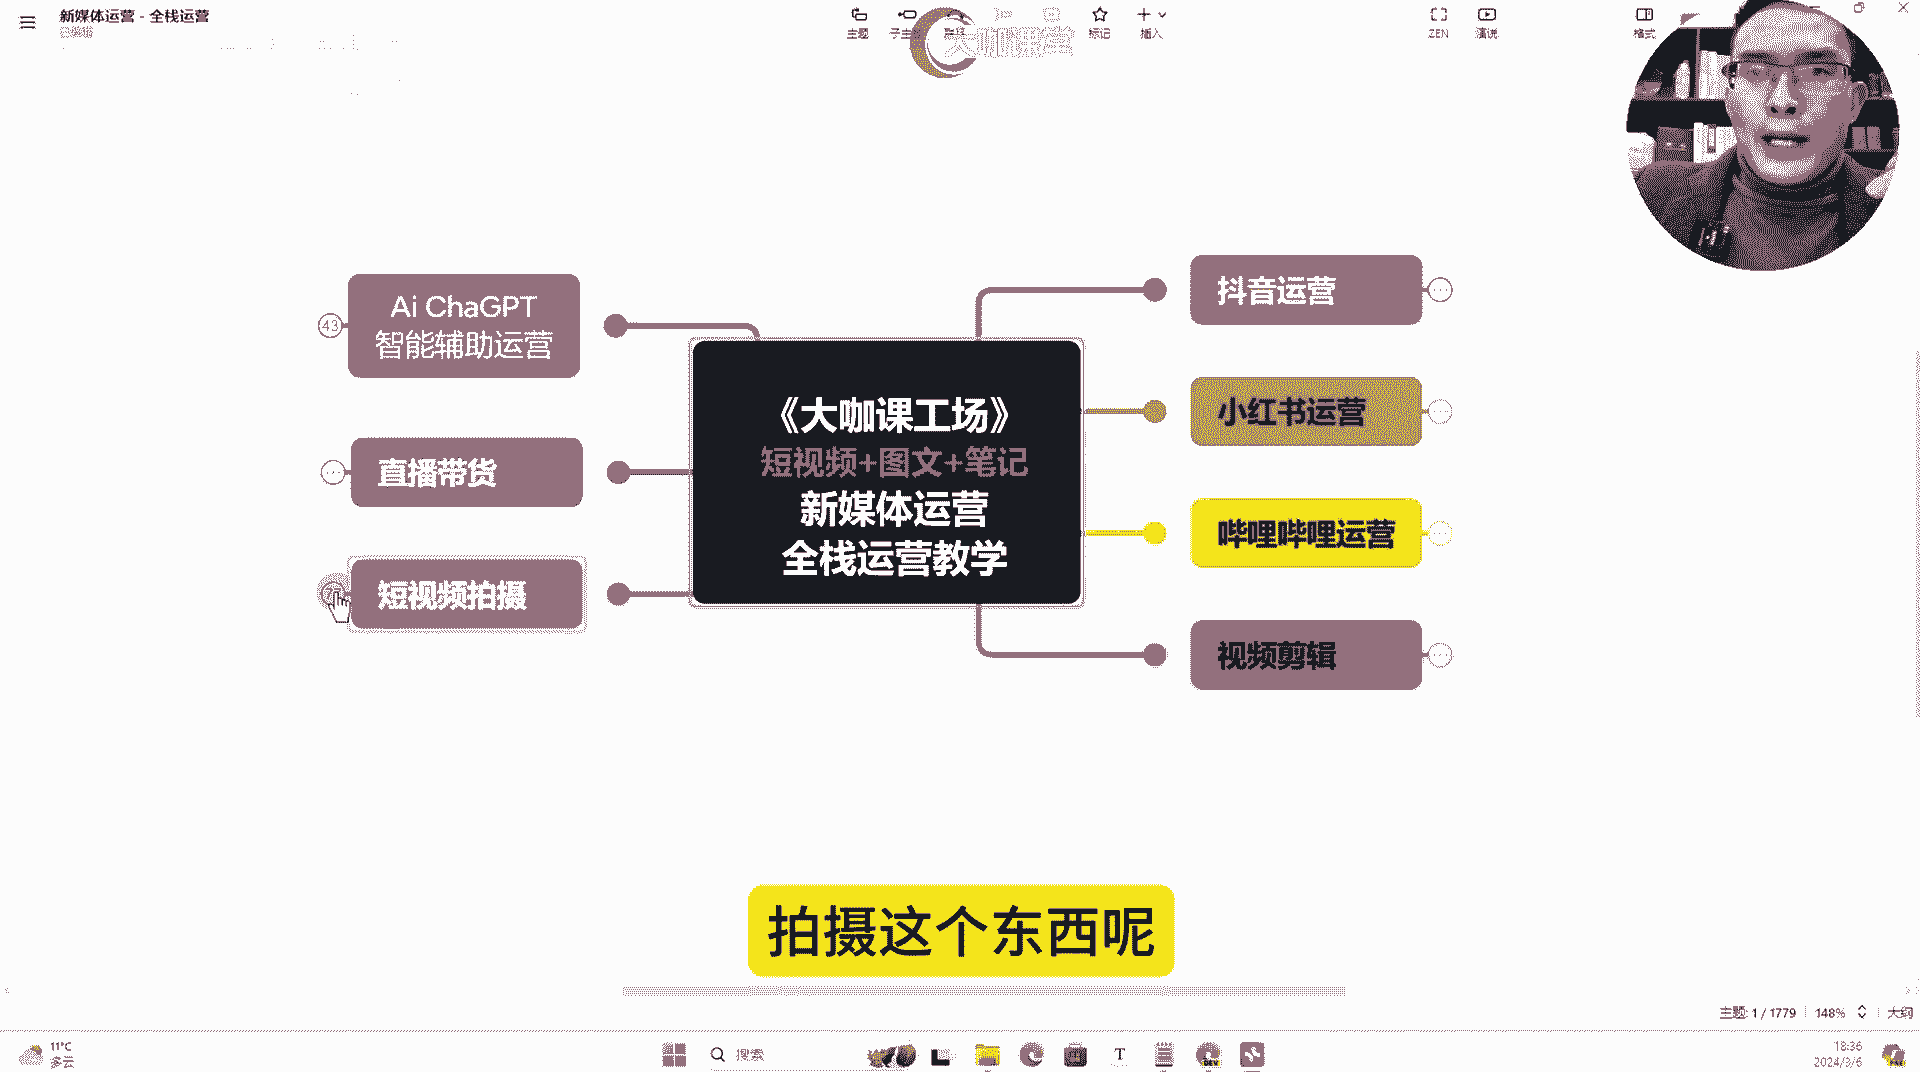 新媒体运营 - 全栈运营
已编辑
主题
标记
插入
ZEN
演说
格式
大咖课堂
Ai ChaGPT
智能辅助运营
43
直播带货
短视频拍摄
《大咖课工场》
短视频+图文+笔记
新媒体运营
全栈运营教学
抖音运营
小红书运营
哔哩哔哩运营
视频剪辑
拍摄这个东西呢
主题: 1 / 1779
148%
大纲
11°C
多云
搜索
T
DEV
18:36
2024/3/6